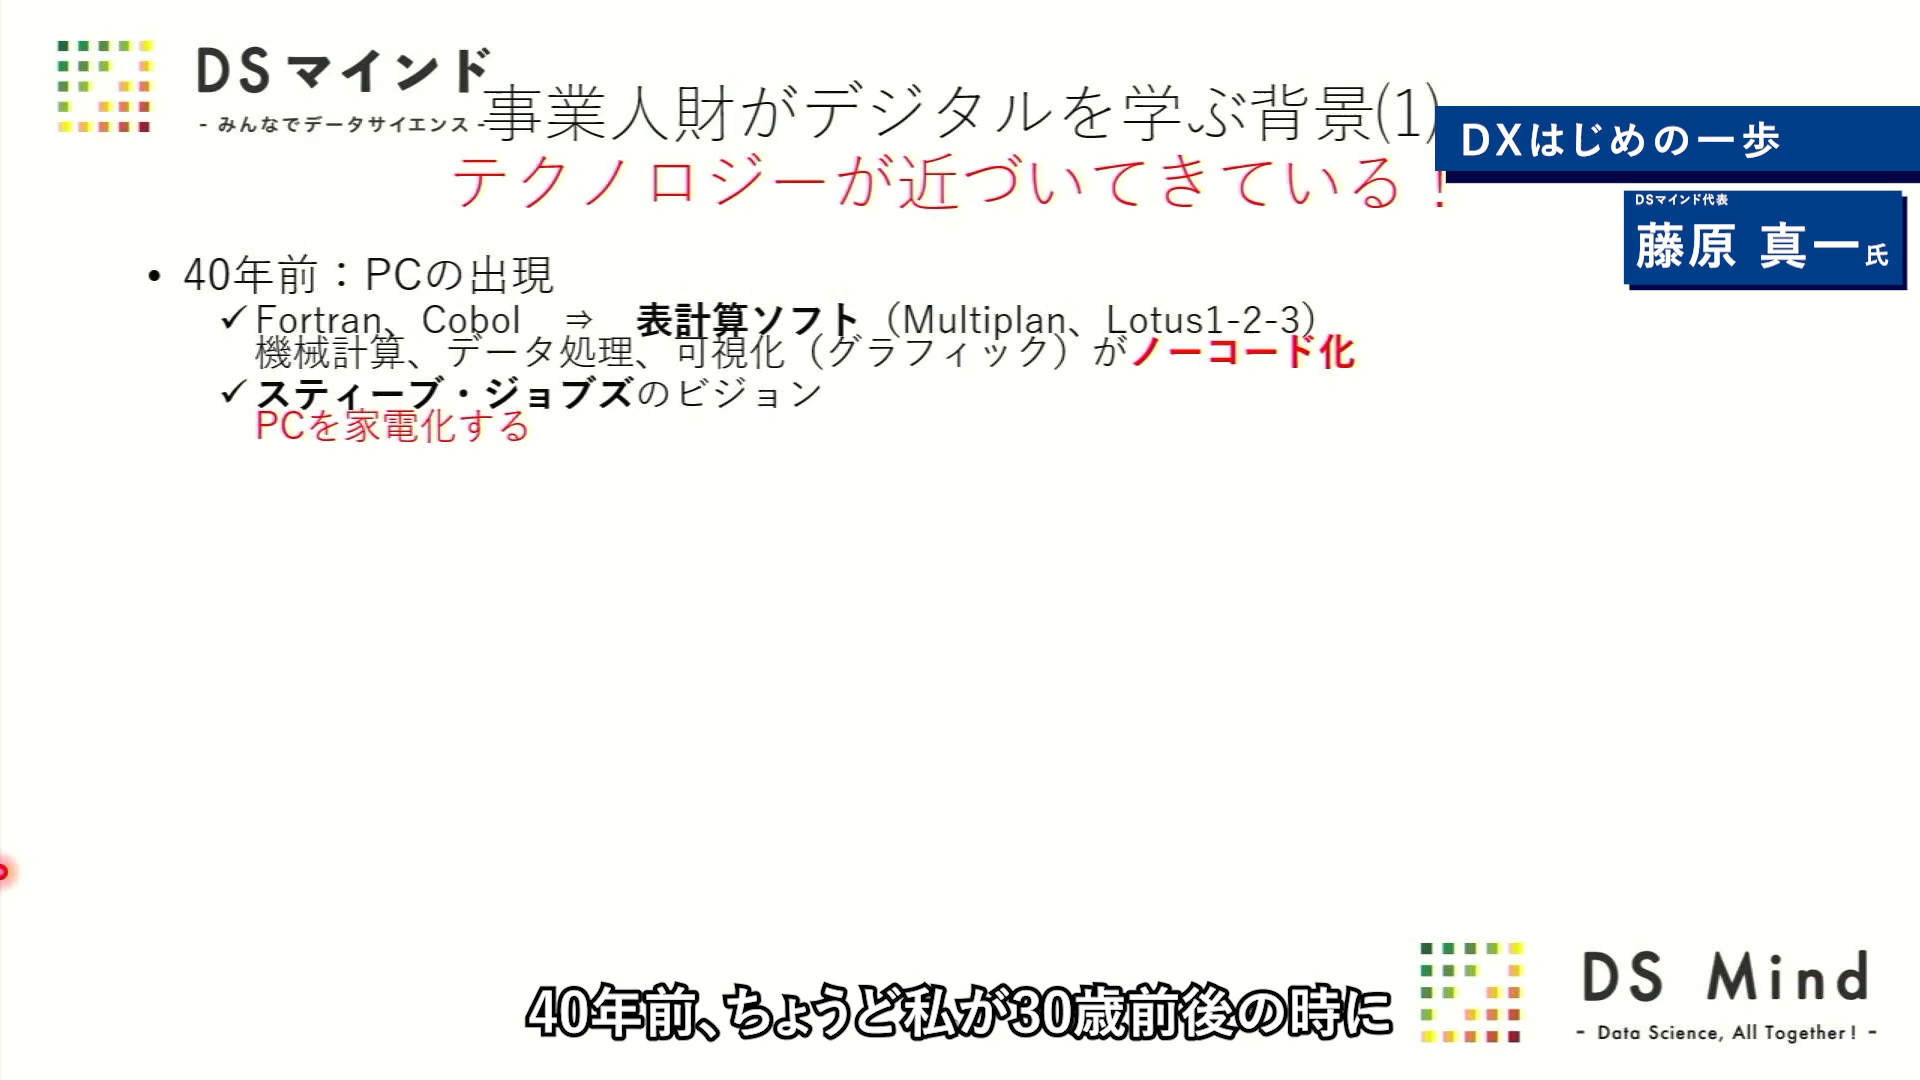 DSマインド
- みんなでデータサイエンス -
事業人財がデジタルを学ぶ背景(1)
テクノロジーが近づいてきている！
DXはじめの一歩
DSマインド代表
藤原 真一氏
• 40年前：PCの出現
✓Fortran、Cobol ⇒ 表計算ソフト（Multiplan、Lotus1-2-3）
機械計算、データ処理、可視化（グラフィック）がノーコード化
✓スティーブ・ジョブズのビジョン
PCを家電化する
40年前、ちょうど私が30歳前後の時に
DS Mind
- Data Science, All Together! -